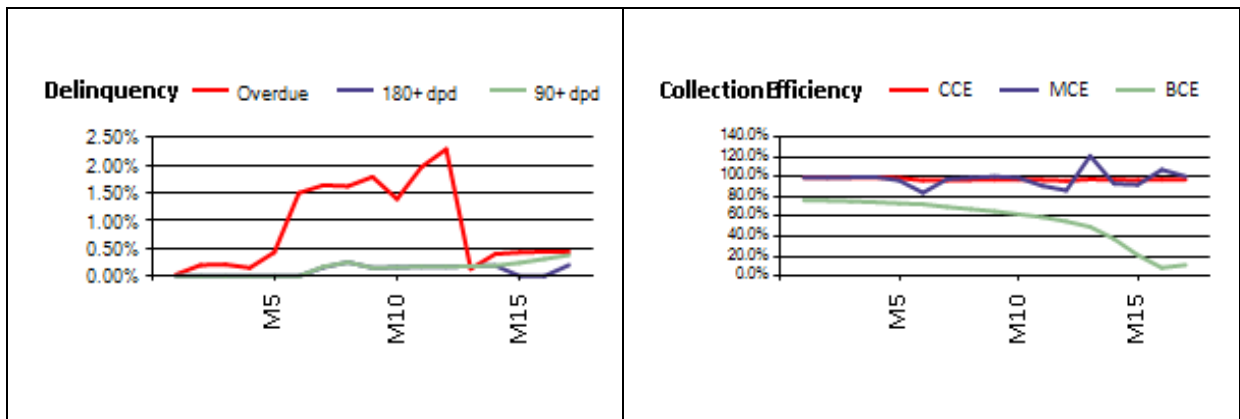 Delinquency Overdue 180+ dpd 90+ dpd
2.50%
2.00%
1.50%
1.00%
0.50%
0.00%
M5
M10
M15
Collection Efficiency CCE MCE BCE
140.0%
120.0%
100.0%
80.0%
60.0%
40.0%
20.0%
0.0%
M5
M10
M15